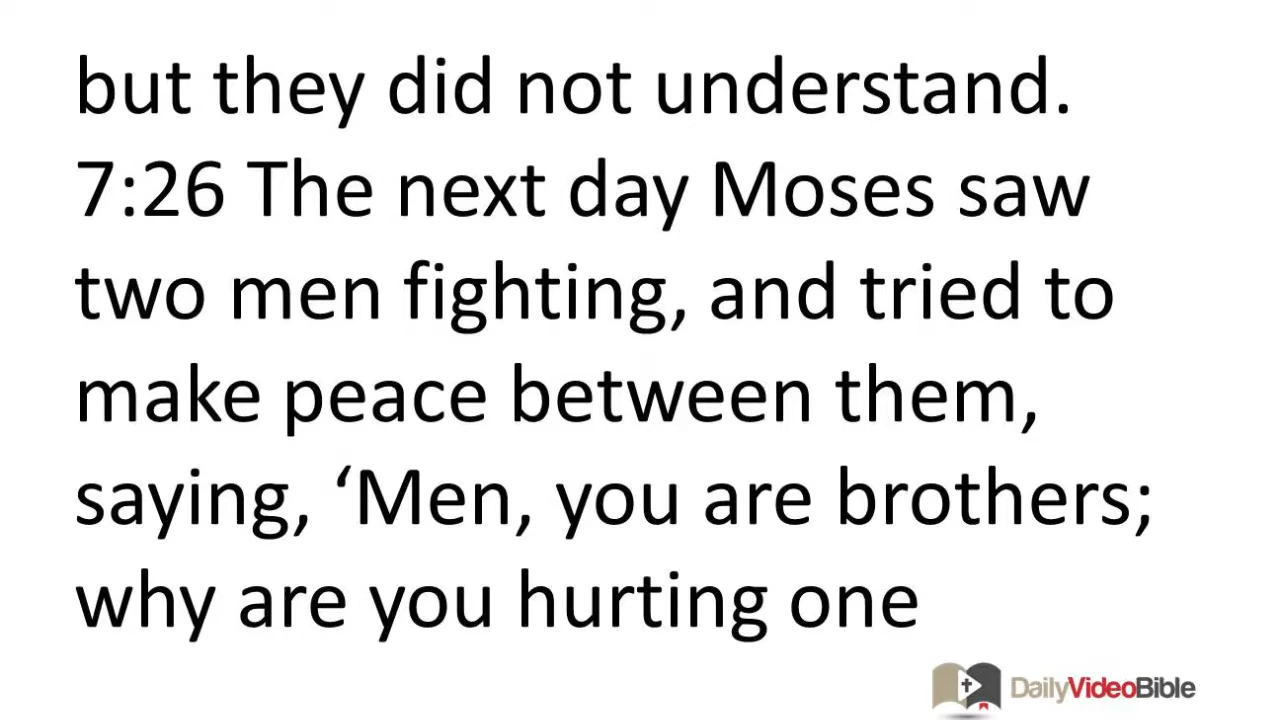 but they did not understand.
7:26 The next day Moses saw
two men fighting, and tried to
make peace between them,
saying, ‘Men, you are brothers;
why are you hurting one
DailyVideoBible